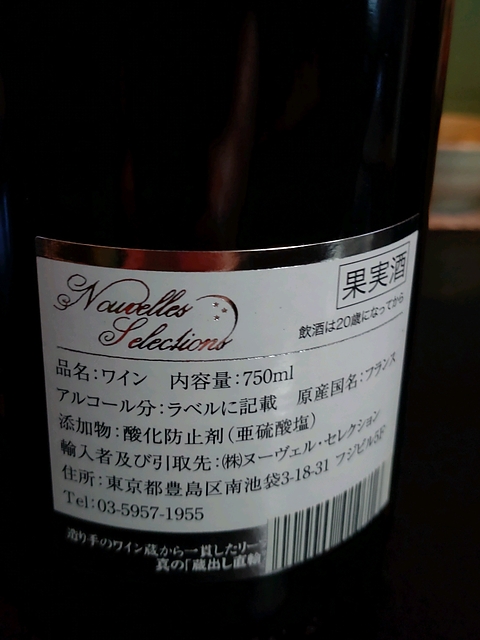 Nouvelles
Selections
果実酒
飲酒は20歳になってから
品名:ワイン 内容量:750ml
アルコール分:ラベルに記載 原産国名:フランス
添加物:酸化防止剤(亜硫酸塩)
輸入者及び引取先:㈱ヌーヴェル・セレクション
住所:東京都豊島区南池袋3-18-31 フジビル5F
Tel:03-5957-1955
造り手のワイン蔵から一貫したリー
真の「蔵出し直輸